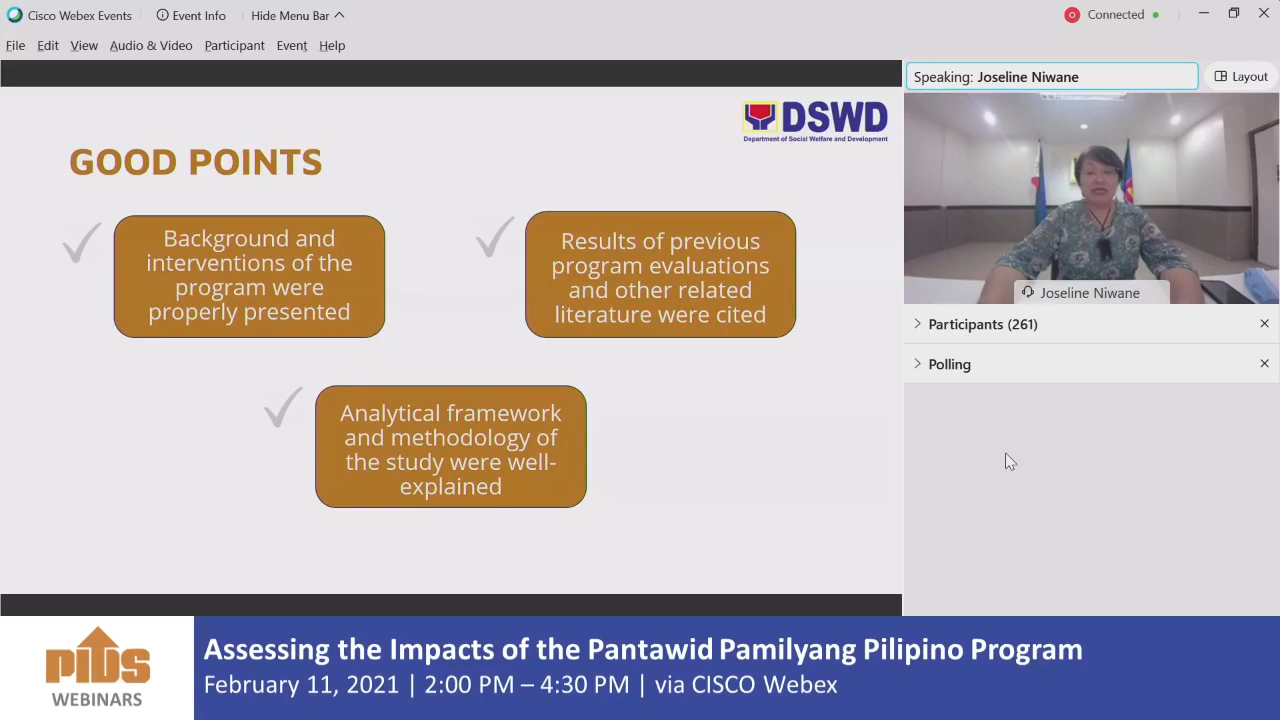 Cisco Webex Events
Event Info
Hide Menu Bar
Connected
File Edit View Audio & Video Participant Event Help
Speaking: Joseline Niwane
Layout
DSWD
Department of Social Welfare and Development
GOOD POINTS
Background and
interventions of the
program were
properly presented
Results of previous
program evaluations
and other related
literature were cited
Analytical framework
and methodology of
the study were well-
explained
Joseline Niwane
Participants (261)
Polling
PIDS
WEBINARS
Assessing the Impacts of the Pantawid Pamilyang Pilipino Program
February 11, 2021 | 2:00 PM – 4:30 PM | via CISCO Webex